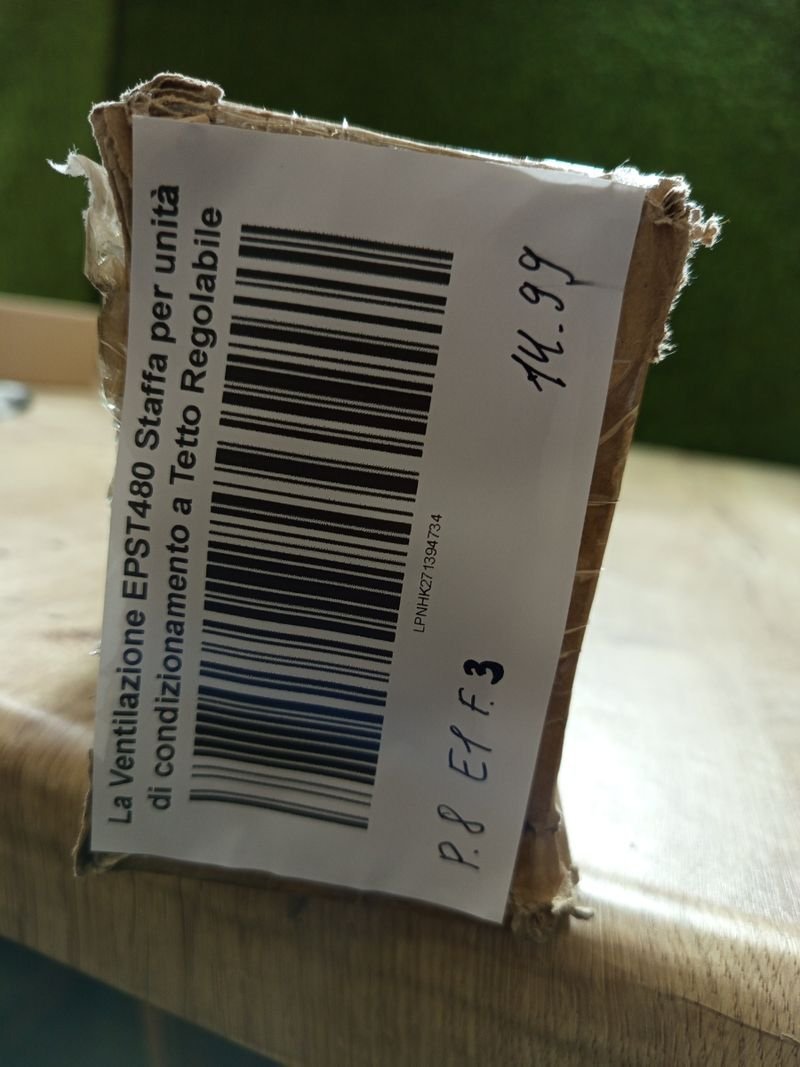 La Ventilazione EPST480 Staffa per unità
di condizionamento a Tetto Regolabile
LPNHK271394734
P.8 E1 F.3
14.99